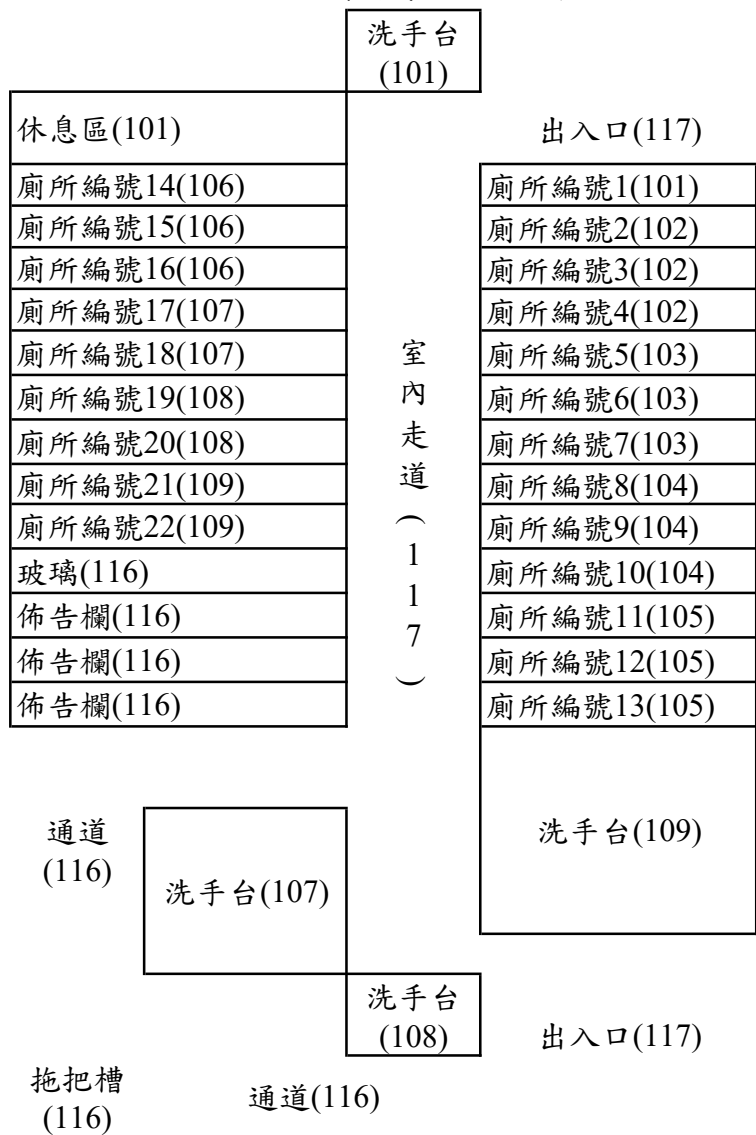 洗手台
(101)
休息區(101)
出入口(117)
廁所編號14(106)
廁所編號1(101)
廁所編號15(106)
廁所編號2(102)
廁所編號16(106)
廁所編號3(102)
廁所編號17(107)
廁所編號4(102)
廁所編號18(107)
廁所編號5(103)
廁所編號19(108)
廁所編號6(103)
廁所編號20(108)
廁所編號7(103)
廁所編號21(109)
廁所編號8(104)
廁所編號22(109)
廁所編號9(104)
玻璃(116)
廁所編號10(104)
佈告欄(116)
廁所編號11(105)
佈告欄(116)
廁所編號12(105)
佈告欄(116)
廁所編號13(105)
室內走道(117)
通道
(116)
洗手台(107)
洗手台(109)
洗手台
(108)
出入口(117)
拖把槽
(116)
通道(116)